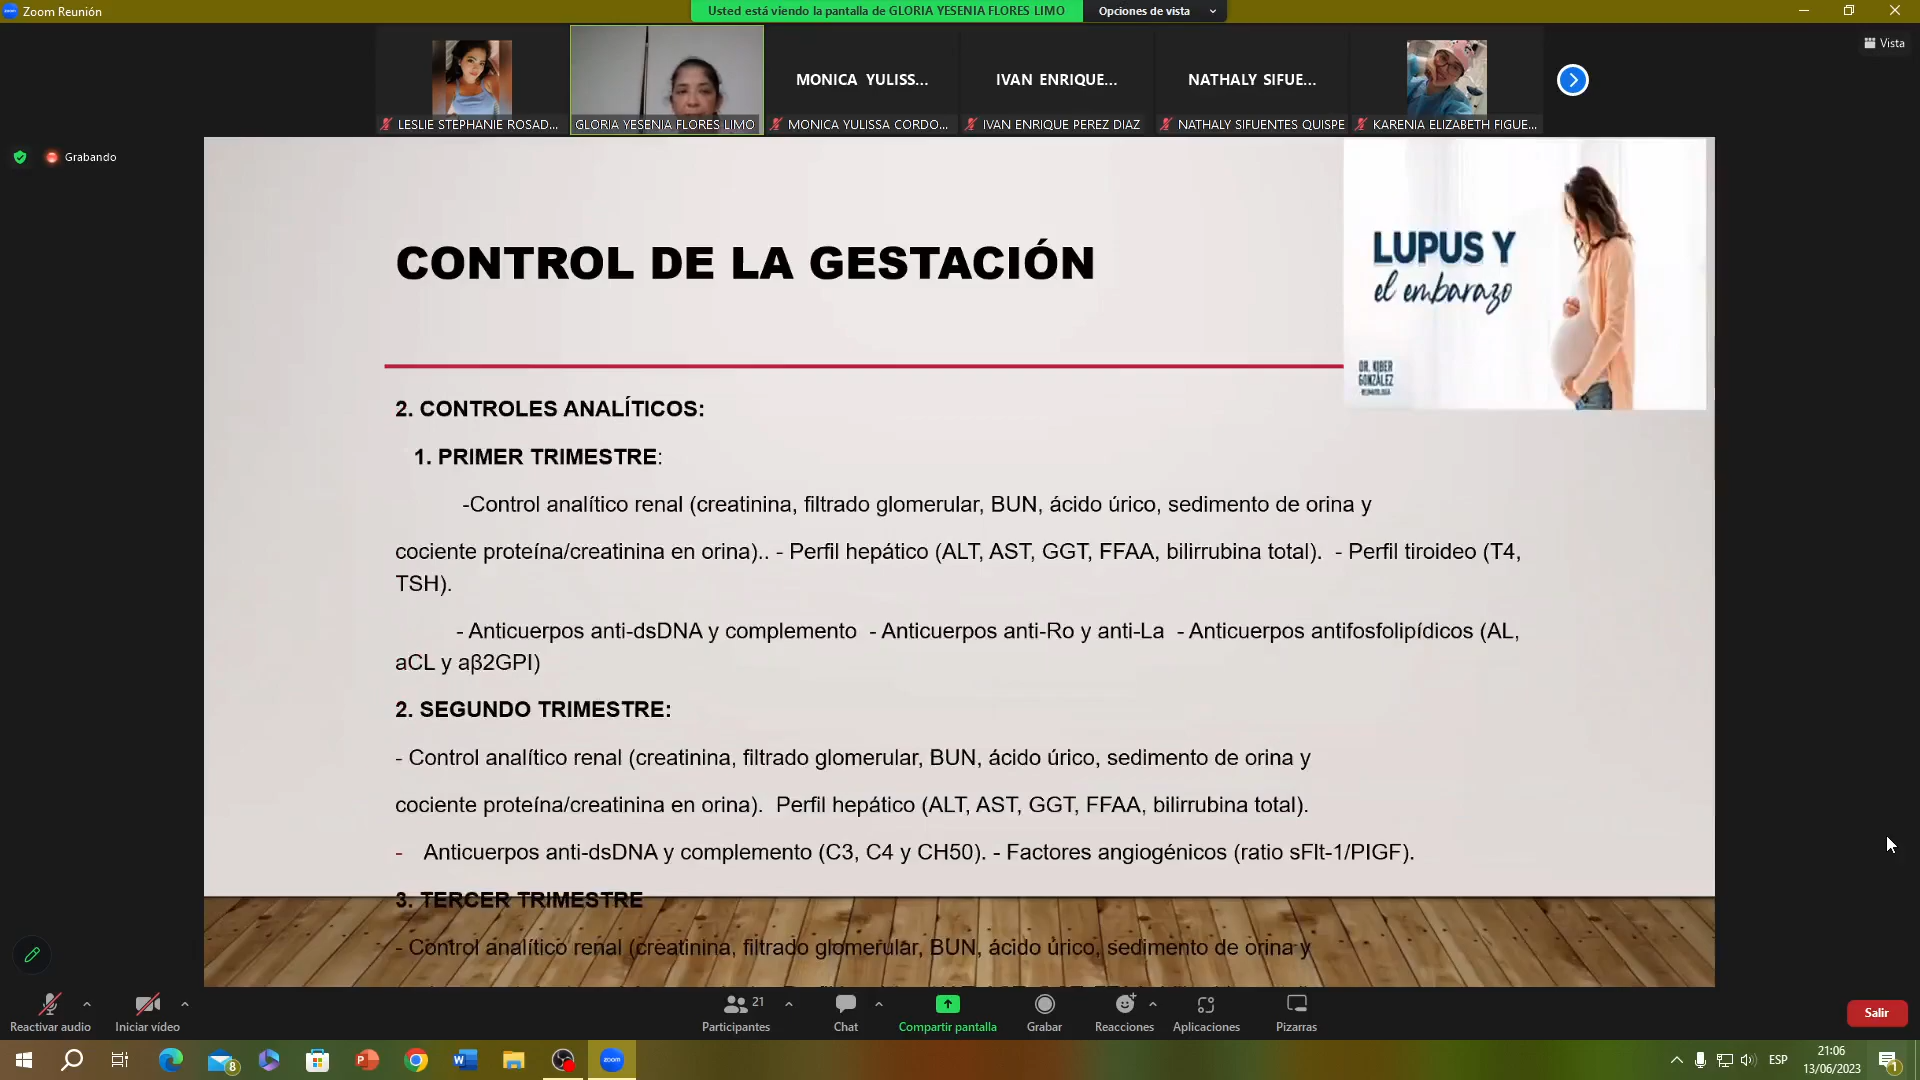 Zoom Reunión
Usted está viendo la pantalla de GLORIA YESENIA FLORES LIMO
Opciones de vista
Vista
MONICA YULISS...
IVAN ENRIQUE...
NATHALY SIFUE...
LESLIE STEPHANIE ROSAD...
GLORIA YESENIA FLORES LIMO
MONICA YULISSA CORDO...
IVAN ENRIQUE PEREZ DIAZ
NATHALY SIFUENTES QUISPE
KARENIA ELIZABETH FIGUE...
Grabando
LUPUS Y
el embarazo
DR. KIBER
GONZÁLEZ
CONTROL DE LA GESTACIÓN
2. CONTROLES ANALÍTICOS:
1. PRIMER TRIMESTRE:
-Control analítico renal (creatinina, filtrado glomerular, BUN, ácido úrico, sedimento de orina y
cociente proteína/creatinina en orina).. - Perfil hepático (ALT, AST, GGT, FFAA, bilirrubina total). - Perfil tiroideo (T4,
TSH).
- Anticuerpos anti-dsDNA y complemento - Anticuerpos anti-Ro y anti-La - Anticuerpos antifosfolipídicos (AL,
aCL y aβ2GPI)
2. SEGUNDO TRIMESTRE:
- Control analítico renal (creatinina, filtrado glomerular, BUN, ácido úrico, sedimento de orina y
cociente proteína/creatinina en orina). Perfil hepático (ALT, AST, GGT, FFAA, bilirrubina total).
- Anticuerpos anti-dsDNA y complemento (C3, C4 y CH50). - Factores angiogénicos (ratio sFlt-1/PIGF).
3. TERCER TRIMESTRE
- Control analítico renal (creatinina, filtrado glomerular, BUN, ácido úrico, sedimento de orina y
Reactivar audio
Iniciar vídeo
21
Participantes
Chat
Compartir pantalla
Grabar
Reacciones
Aplicaciones
Pizarras
Salir
8
zoom
ESP
21:06
13/06/2023
1